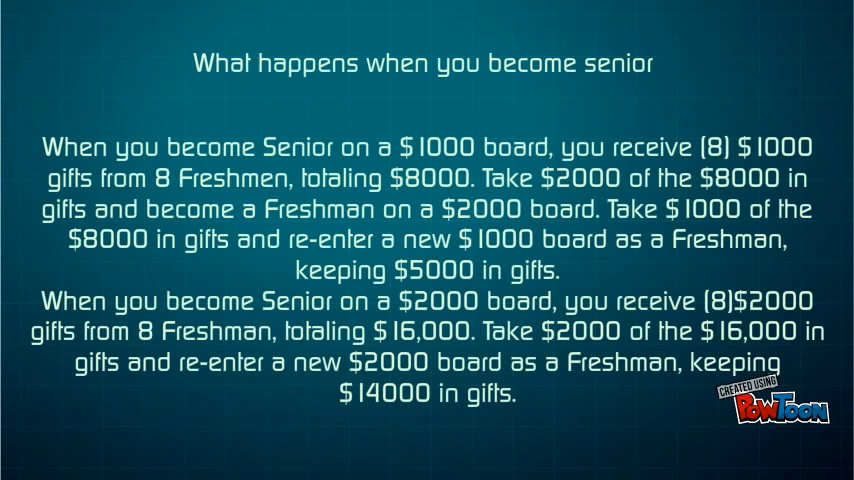 What happens when you become senior
When you become Senior on a $1000 board, you receive (8) $1000
gifts from 8 Freshmen, totaling $8000. Take $2000 of the $8000 in
gifts and become a Freshman on a $2000 board. Take $1000 of the
$8000 in gifts and re-enter a new $1000 board as a Freshman,
keeping $5000 in gifts.
When you become Senior on a $2000 board, you receive (8)$2000
gifts from 8 Freshman, totaling $16,000. Take $2000 of the $16,000 in
gifts and re-enter a new $2000 board as a Freshman, keeping
$14000 in gifts.
CREATED USING
POWTOON